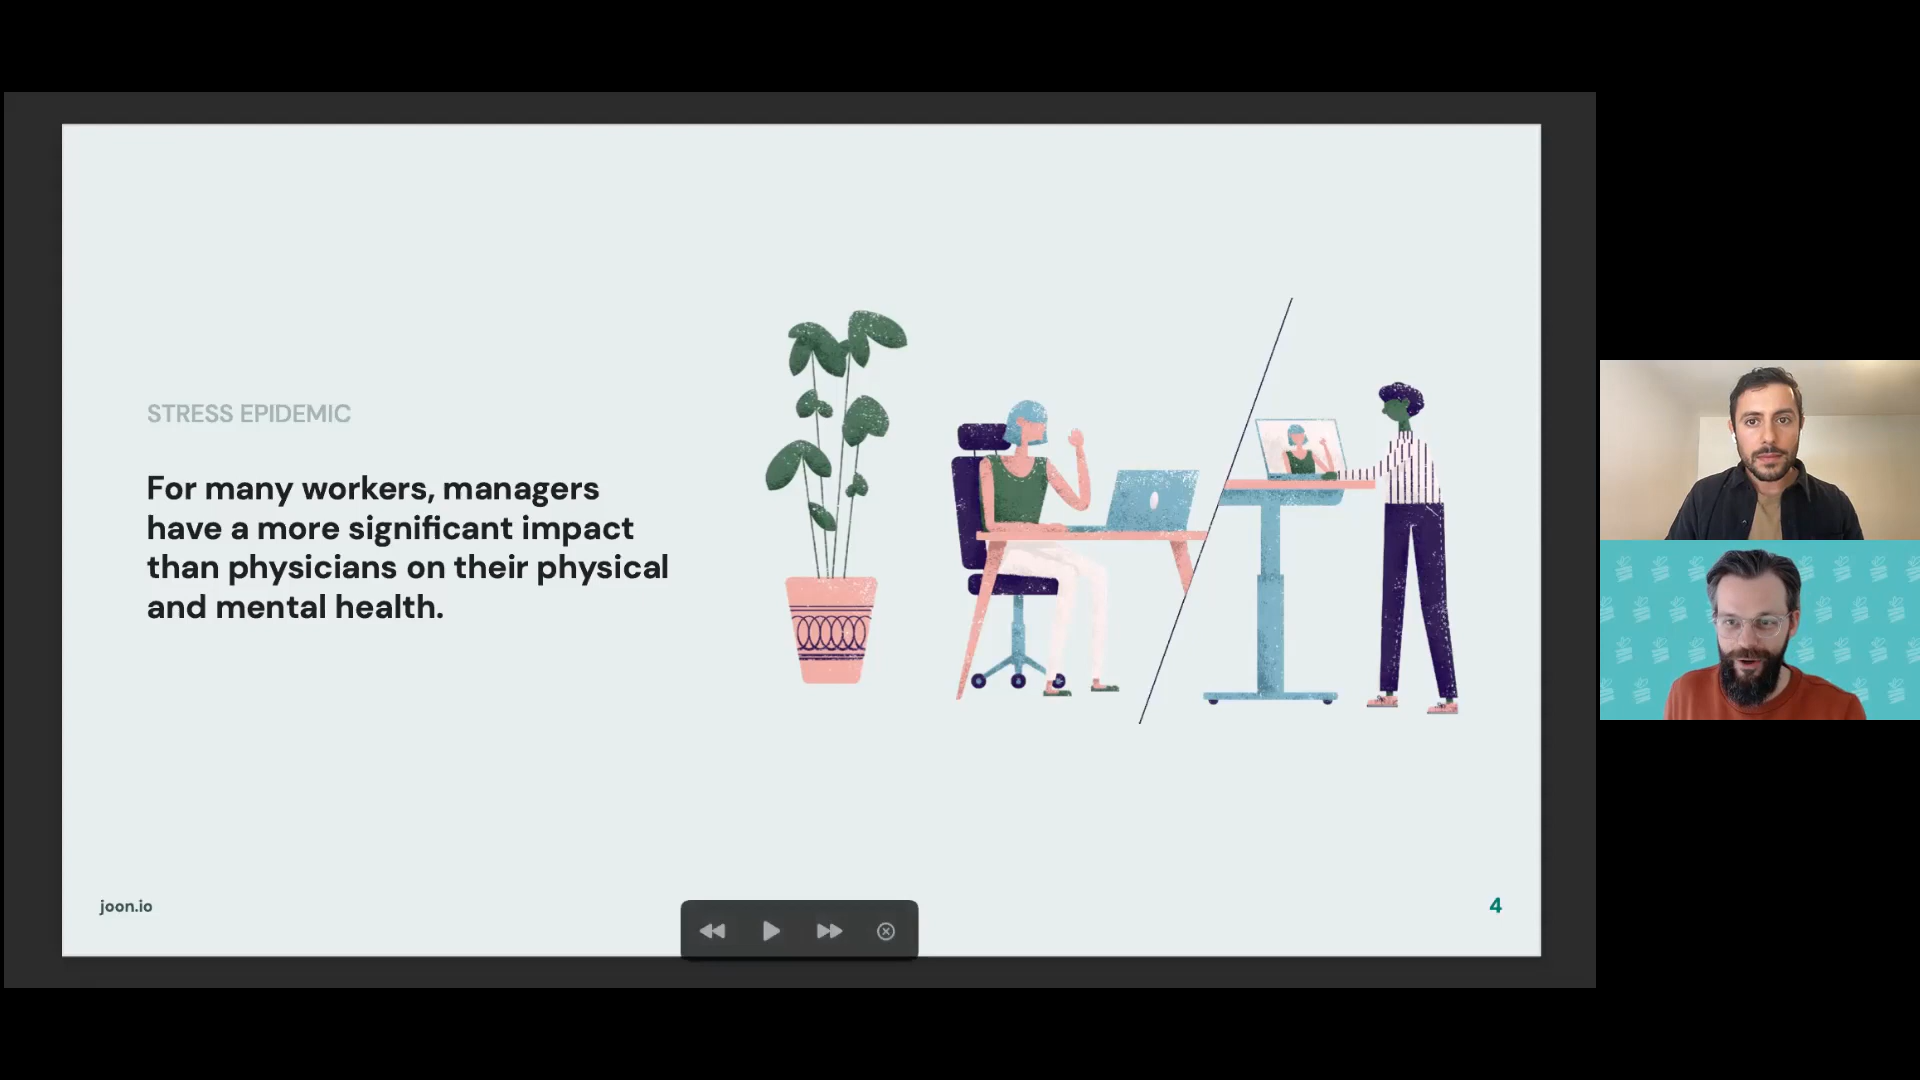 STRESS EPIDEMIC
For many workers, managers
have a more significant impact
than physicians on their physical
and mental health.
joon.io
4